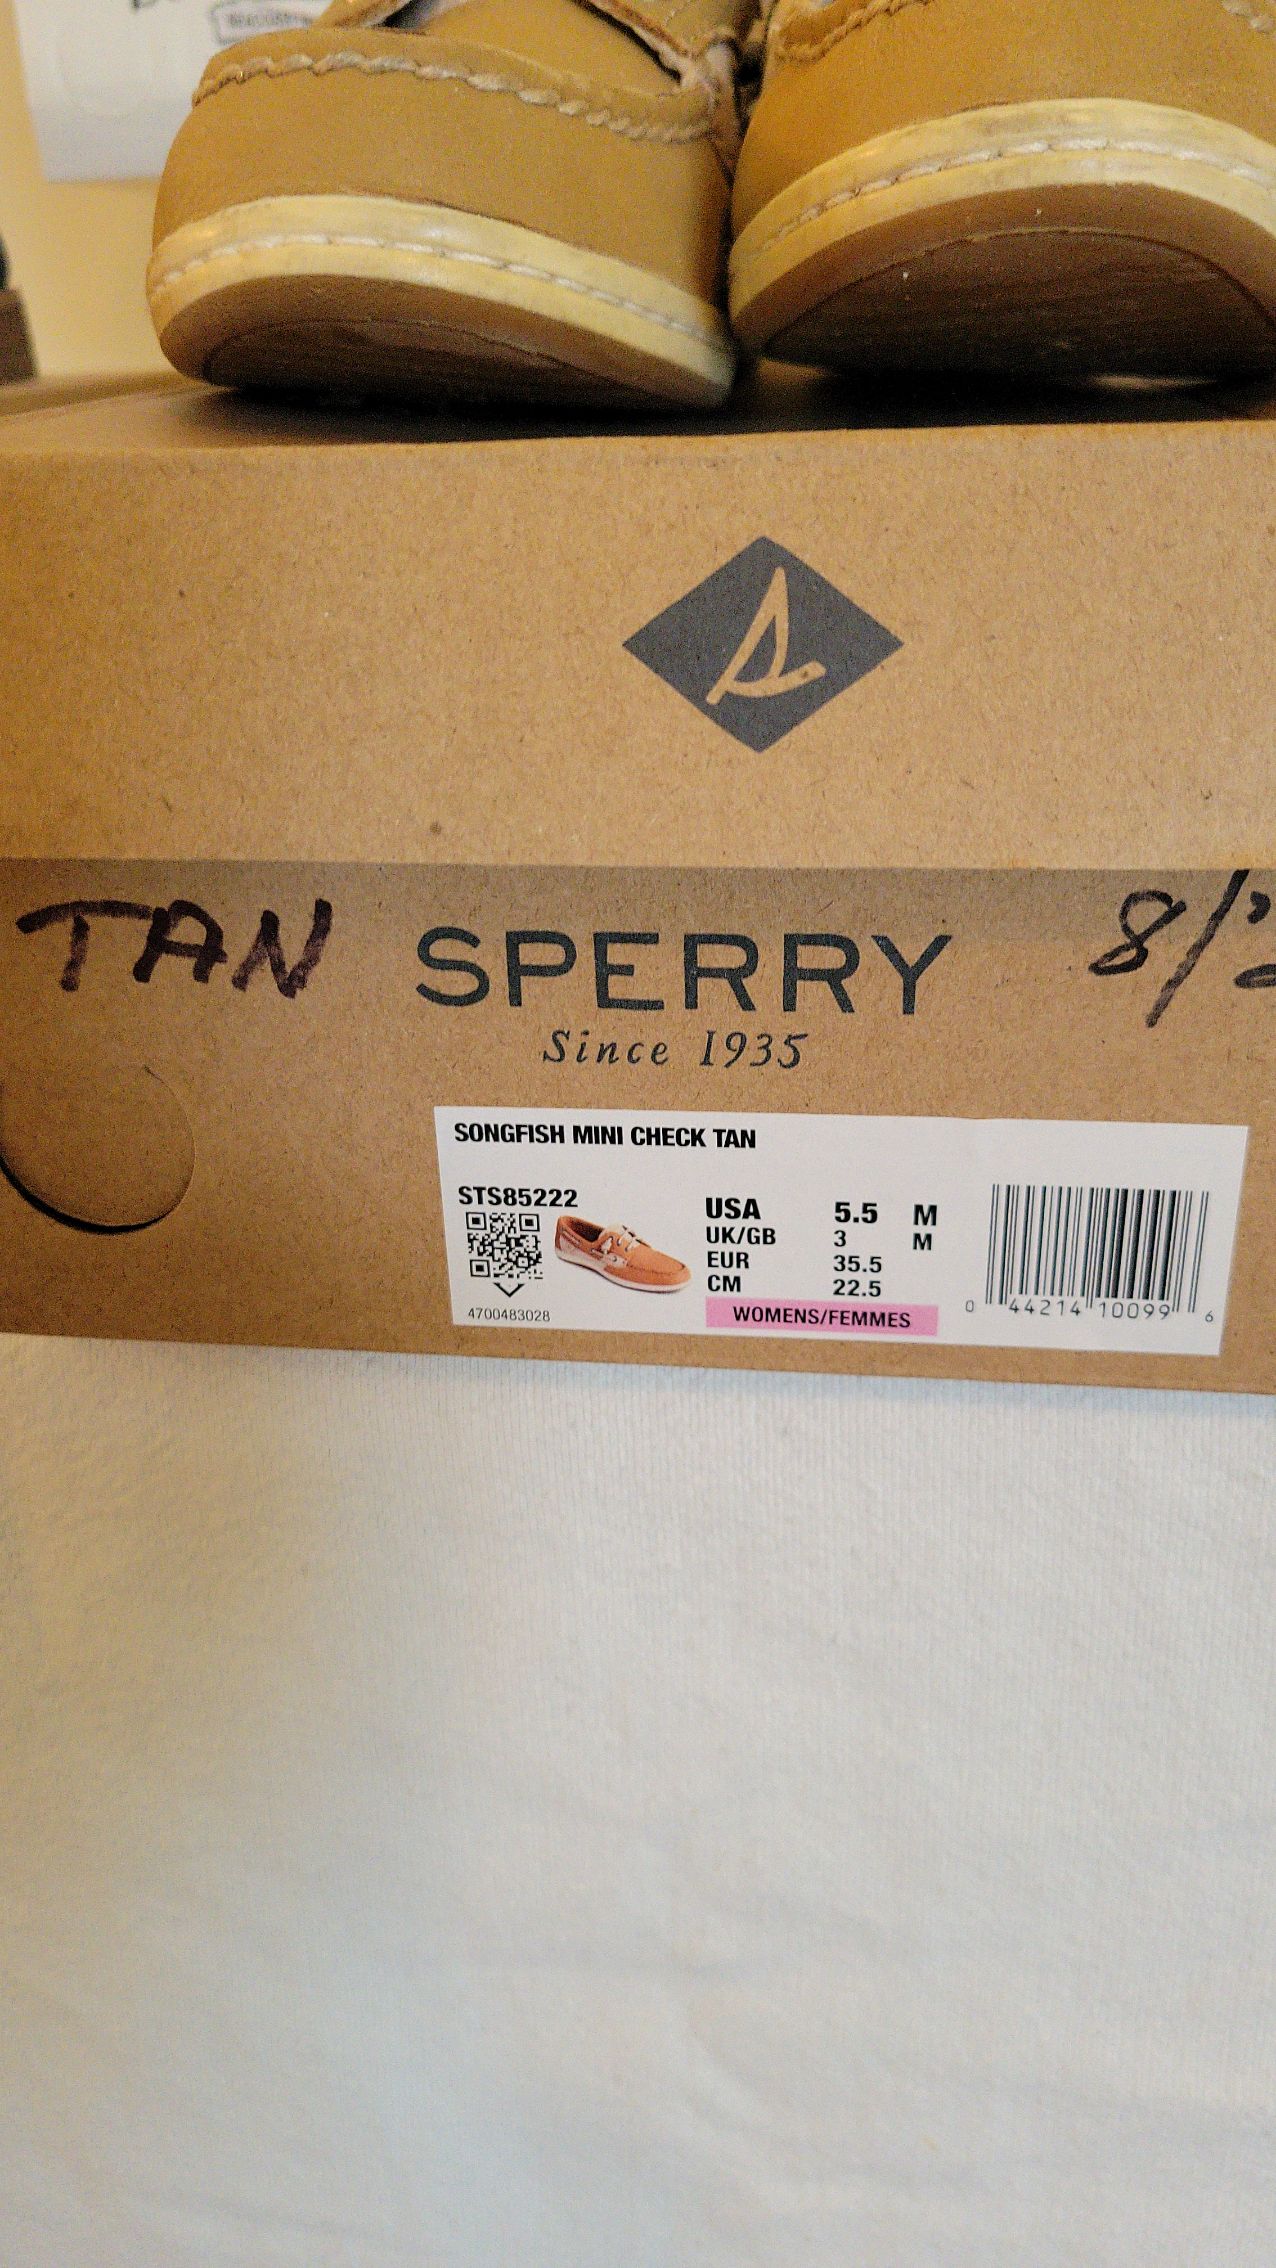 TAN
SPERRY
Since 1935
SONGFISH MINI CHECK TAN
STS85222
USA 5.5 M
UK/GB 3 M
EUR 35.5
CM 22.5
WOMENS/FEMMES
4700483028
0 44214 10099 6